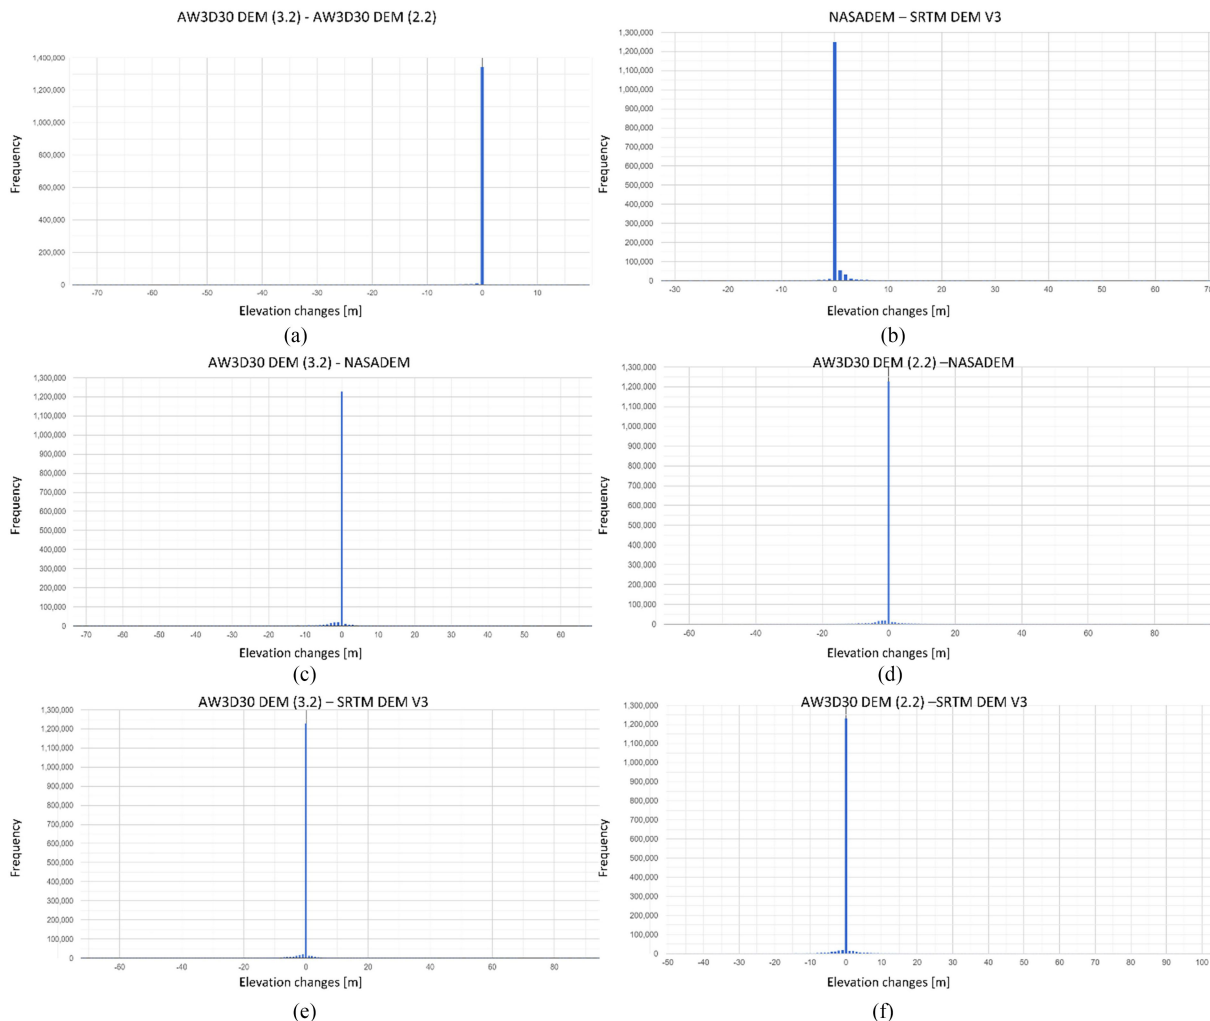 AW3D30 DEM (3.2) - AW3D30 DEM (2.2)
1,400,000
1,200,000
1,000,000
800,000
600,000
400,000
200,000
0
Frequency
-70 -60 -50 -40 -30 -20 -10 0 10
Elevation changes [m]
(a)
NASADEM – SRTM DEM V3
1,300,000
1,200,000
1,100,000
1,000,000
900,000
800,000
700,000
600,000
500,000
400,000
300,000
200,000
100,000
0
Frequency
-30 -20 -10 0 10 20 30 40 50 60 70
Elevation changes [m]
(b)
AW3D30 DEM (3.2) - NASADEM
1,300,000
1,200,000
1,100,000
1,000,000
900,000
800,000
700,000
600,000
500,000
400,000
300,000
200,000
100,000
0
Frequency
-70 -60 -50 -40 -30 -20 -10 0 10 20 30 40 50 60
Elevation changes [m]
(c)
AW3D30 DEM (2.2) –NASADEM
1,300,000
1,200,000
1,100,000
1,000,000
900,000
800,000
700,000
600,000
500,000
400,000
300,000
200,000
100,000
0
Frequency
-60 -40 -20 0 20 40 60 80
Elevation changes [m]
(d)
AW3D30 DEM (3.2) – SRTM DEM V3
1,300,000
1,200,000
1,100,000
1,000,000
900,000
800,000
700,000
600,000
500,000
400,000
300,000
200,000
100,000
0
Frequency
-60 -40 -20 0 20 40 60 80
Elevation changes [m]
(e)
AW3D30 DEM (2.2) –SRTM DEM V3
1,300,000
1,200,000
1,100,000
1,000,000
900,000
800,000
700,000
600,000
500,000
400,000
300,000
200,000
100,000
0
Frequency
-50 -40 -30 -20 -10 0 10 20 30 40 50 60 70 80 90 100
Elevation changes [m]
(f)